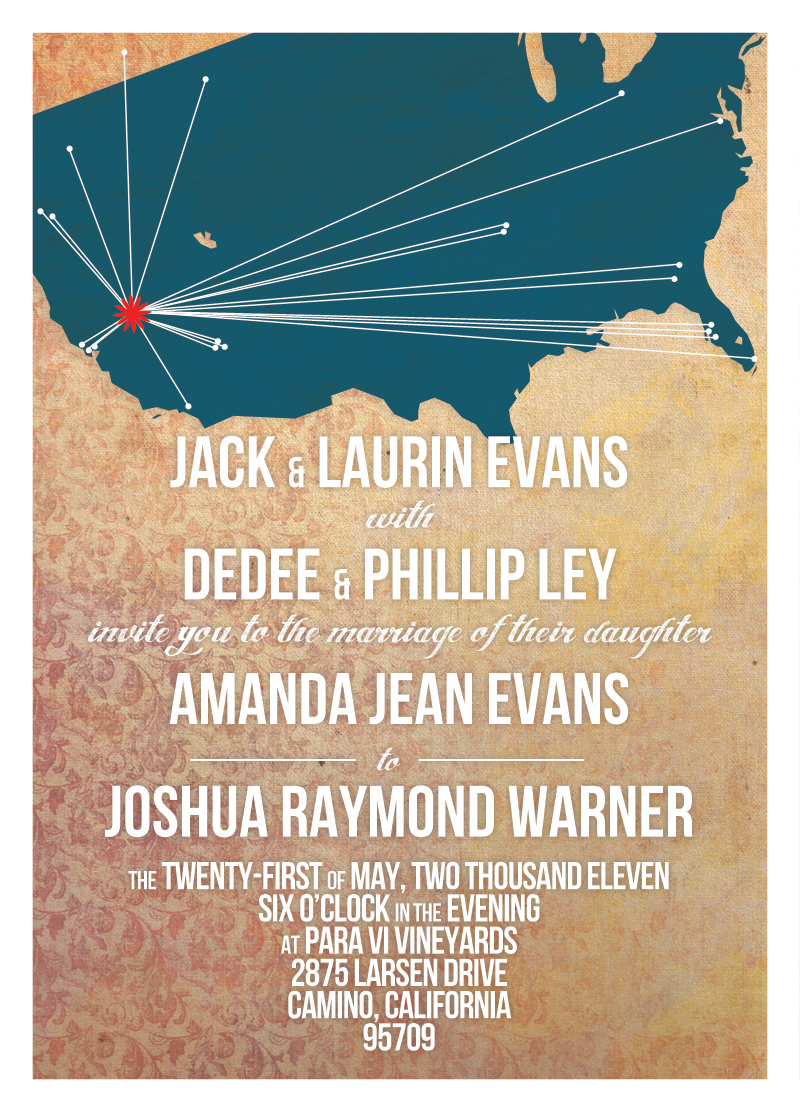 JACK & LAURIN EVANS
with
DEDEE & PHILLIP LEY
invite you to the marriage of their daughter
AMANDA JEAN EVANS
to
JOSHUA RAYMOND WARNER
THE TWENTY-FIRST OF MAY, TWO THOUSAND ELEVEN
SIX O'CLOCK IN THE EVENING
AT PARA VI VINEYARDS
2875 LARSEN DRIVE
CAMINO, CALIFORNIA
95709